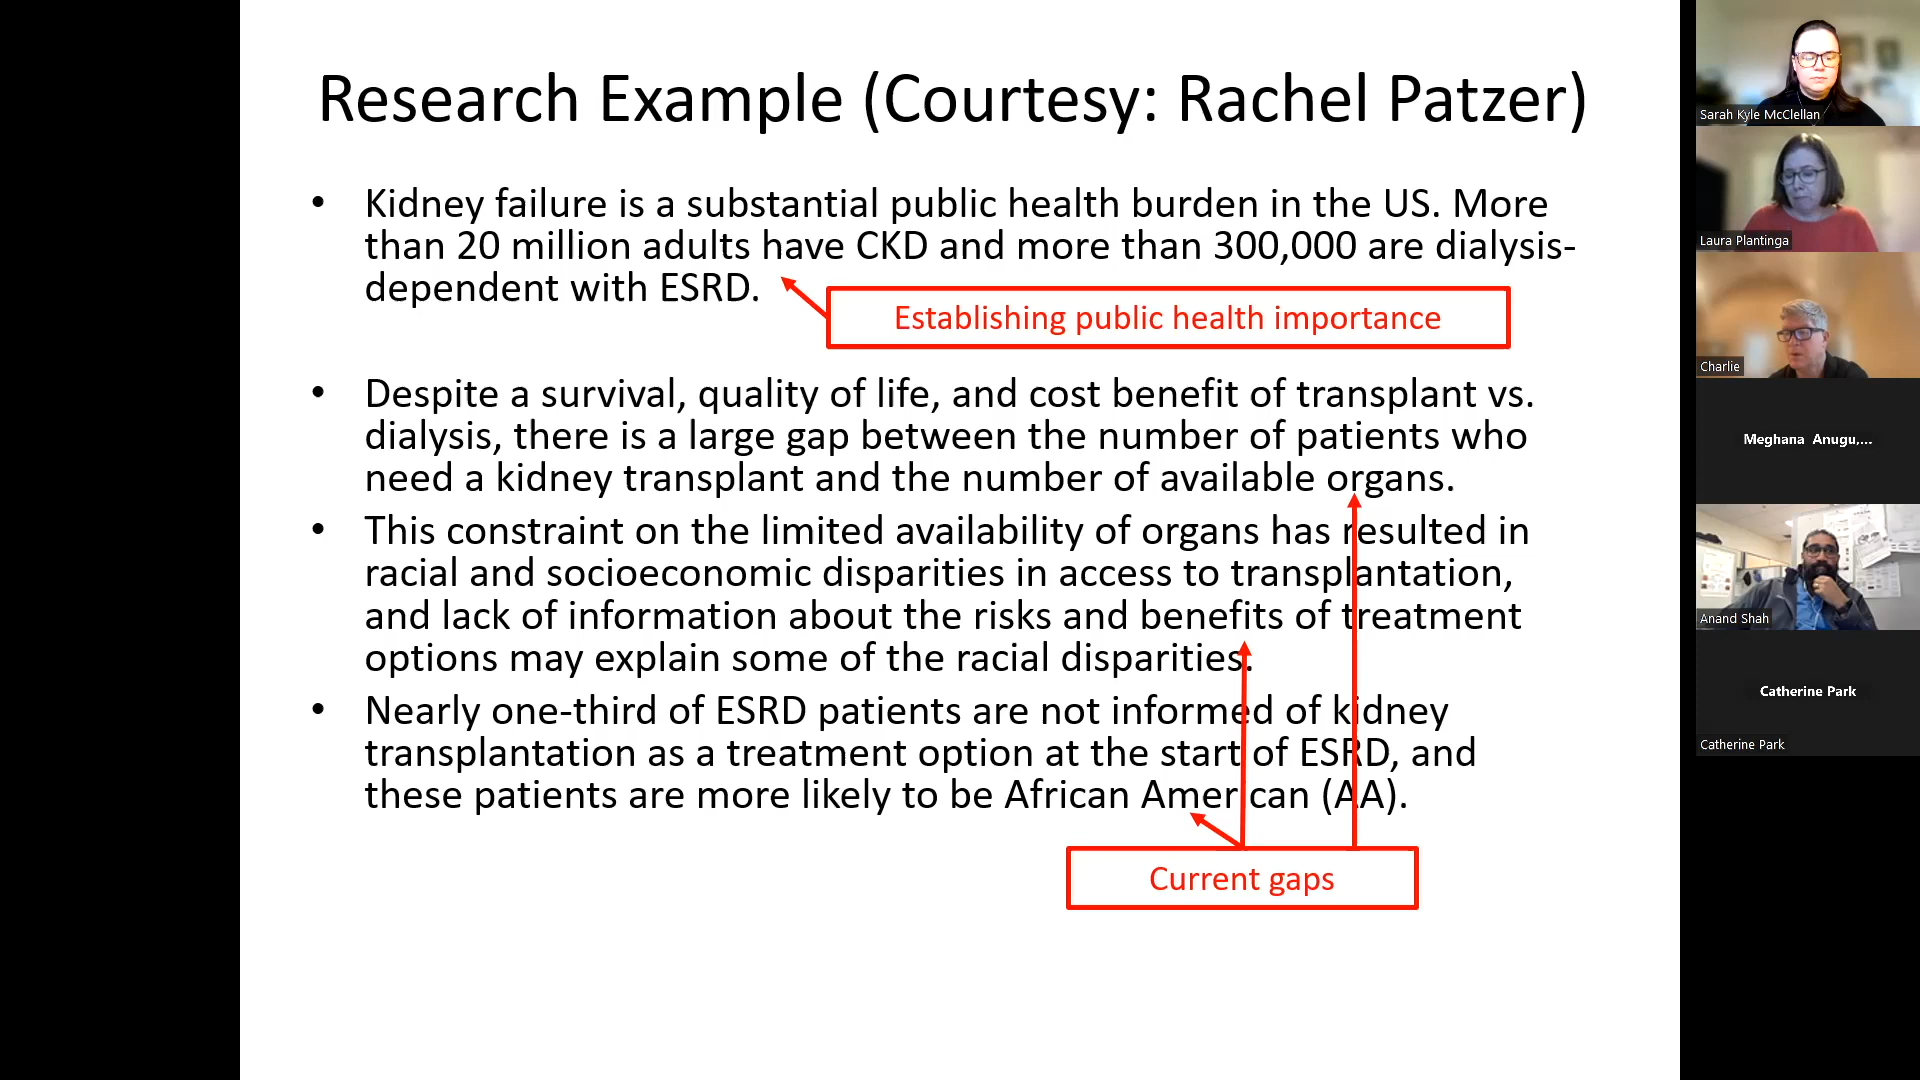 Research Example (Courtesy: Rachel Patzer)
• Kidney failure is a substantial public health burden in the US. More
than 20 million adults have CKD and more than 300,000 are dialysis-
dependent with ESRD.
Establishing public health importance
• Despite a survival, quality of life, and cost benefit of transplant vs.
dialysis, there is a large gap between the number of patients who
need a kidney transplant and the number of available organs.
• This constraint on the limited availability of organs has resulted in
racial and socioeconomic disparities in access to transplantation,
and lack of information about the risks and benefits of treatment
options may explain some of the racial disparities.
• Nearly one-third of ESRD patients are not informed of kidney
transplantation as a treatment option at the start of ESRD, and
these patients are more likely to be African American (AA).
Current gaps
Sarah Kyle McClellan
Laura Plantinga
Charlie
Meghana Anugu,...
Anand Shah
Catherine Park
Catherine Park